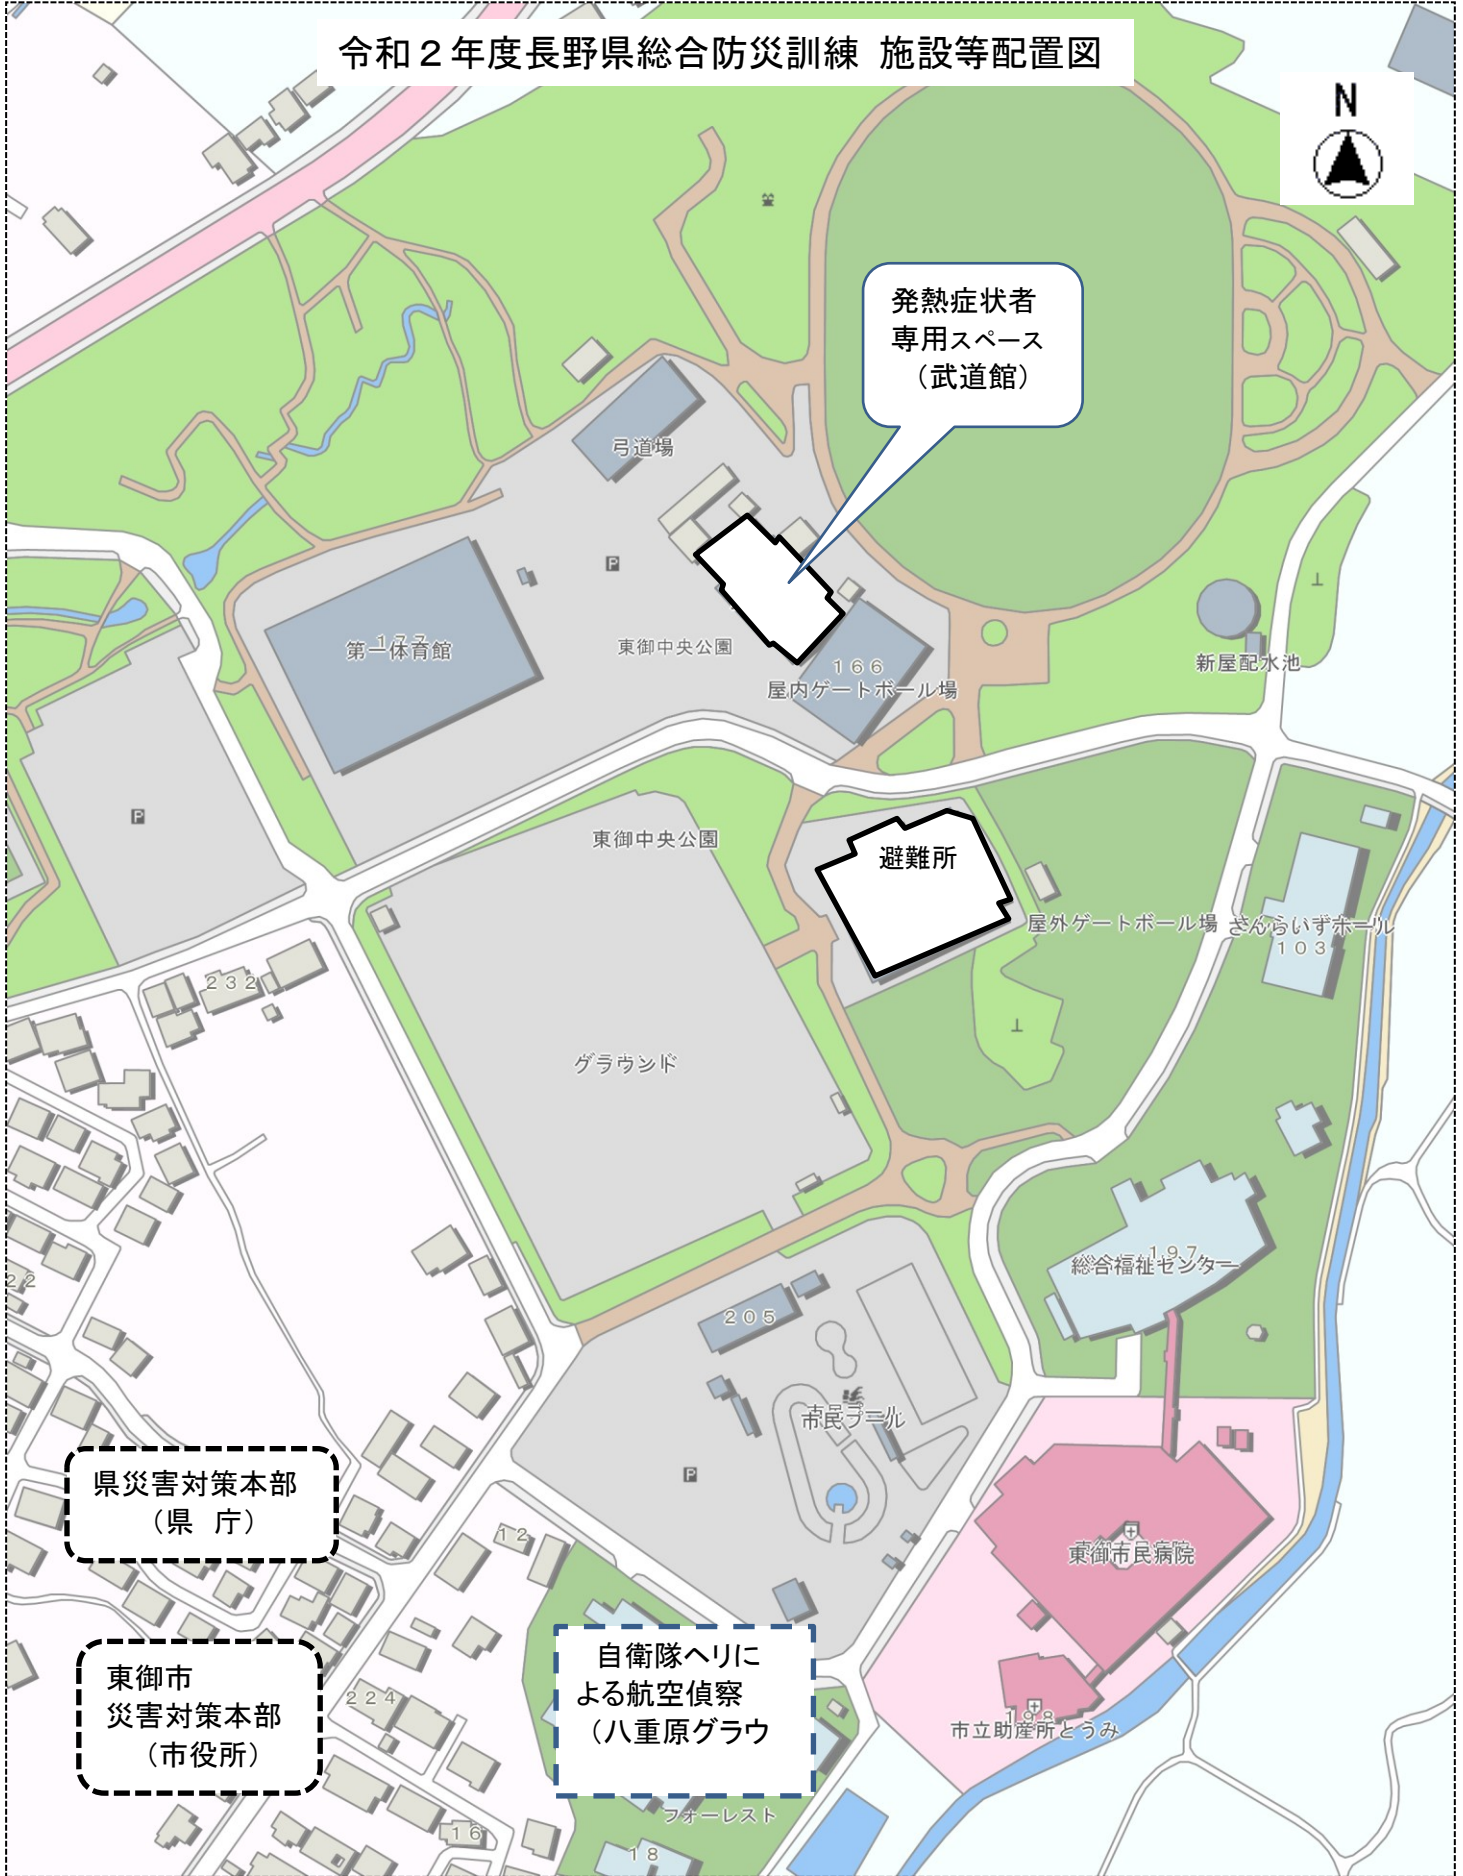 令和２年度長野県総合防災訓練 施設等配置図
N
発熱症状者
専用スペース
（武道館）
弓道場
P
177
第一体育館
東御中央公園
166
屋内ゲートボール場
新屋配水池
P
東御中央公園
避難所
屋外ゲートボール場
さんらいずホール
103
232
グラウンド
197
総合福祉センター
22
205
市民プール
P
県災害対策本部
（県 庁）
12
東御市民病院
東御市
災害対策本部
（市役所）
224
自衛隊ヘリに
よる航空偵察
（八重原グラウ
198
市立助産所とうみ
フォーレスト
16
18